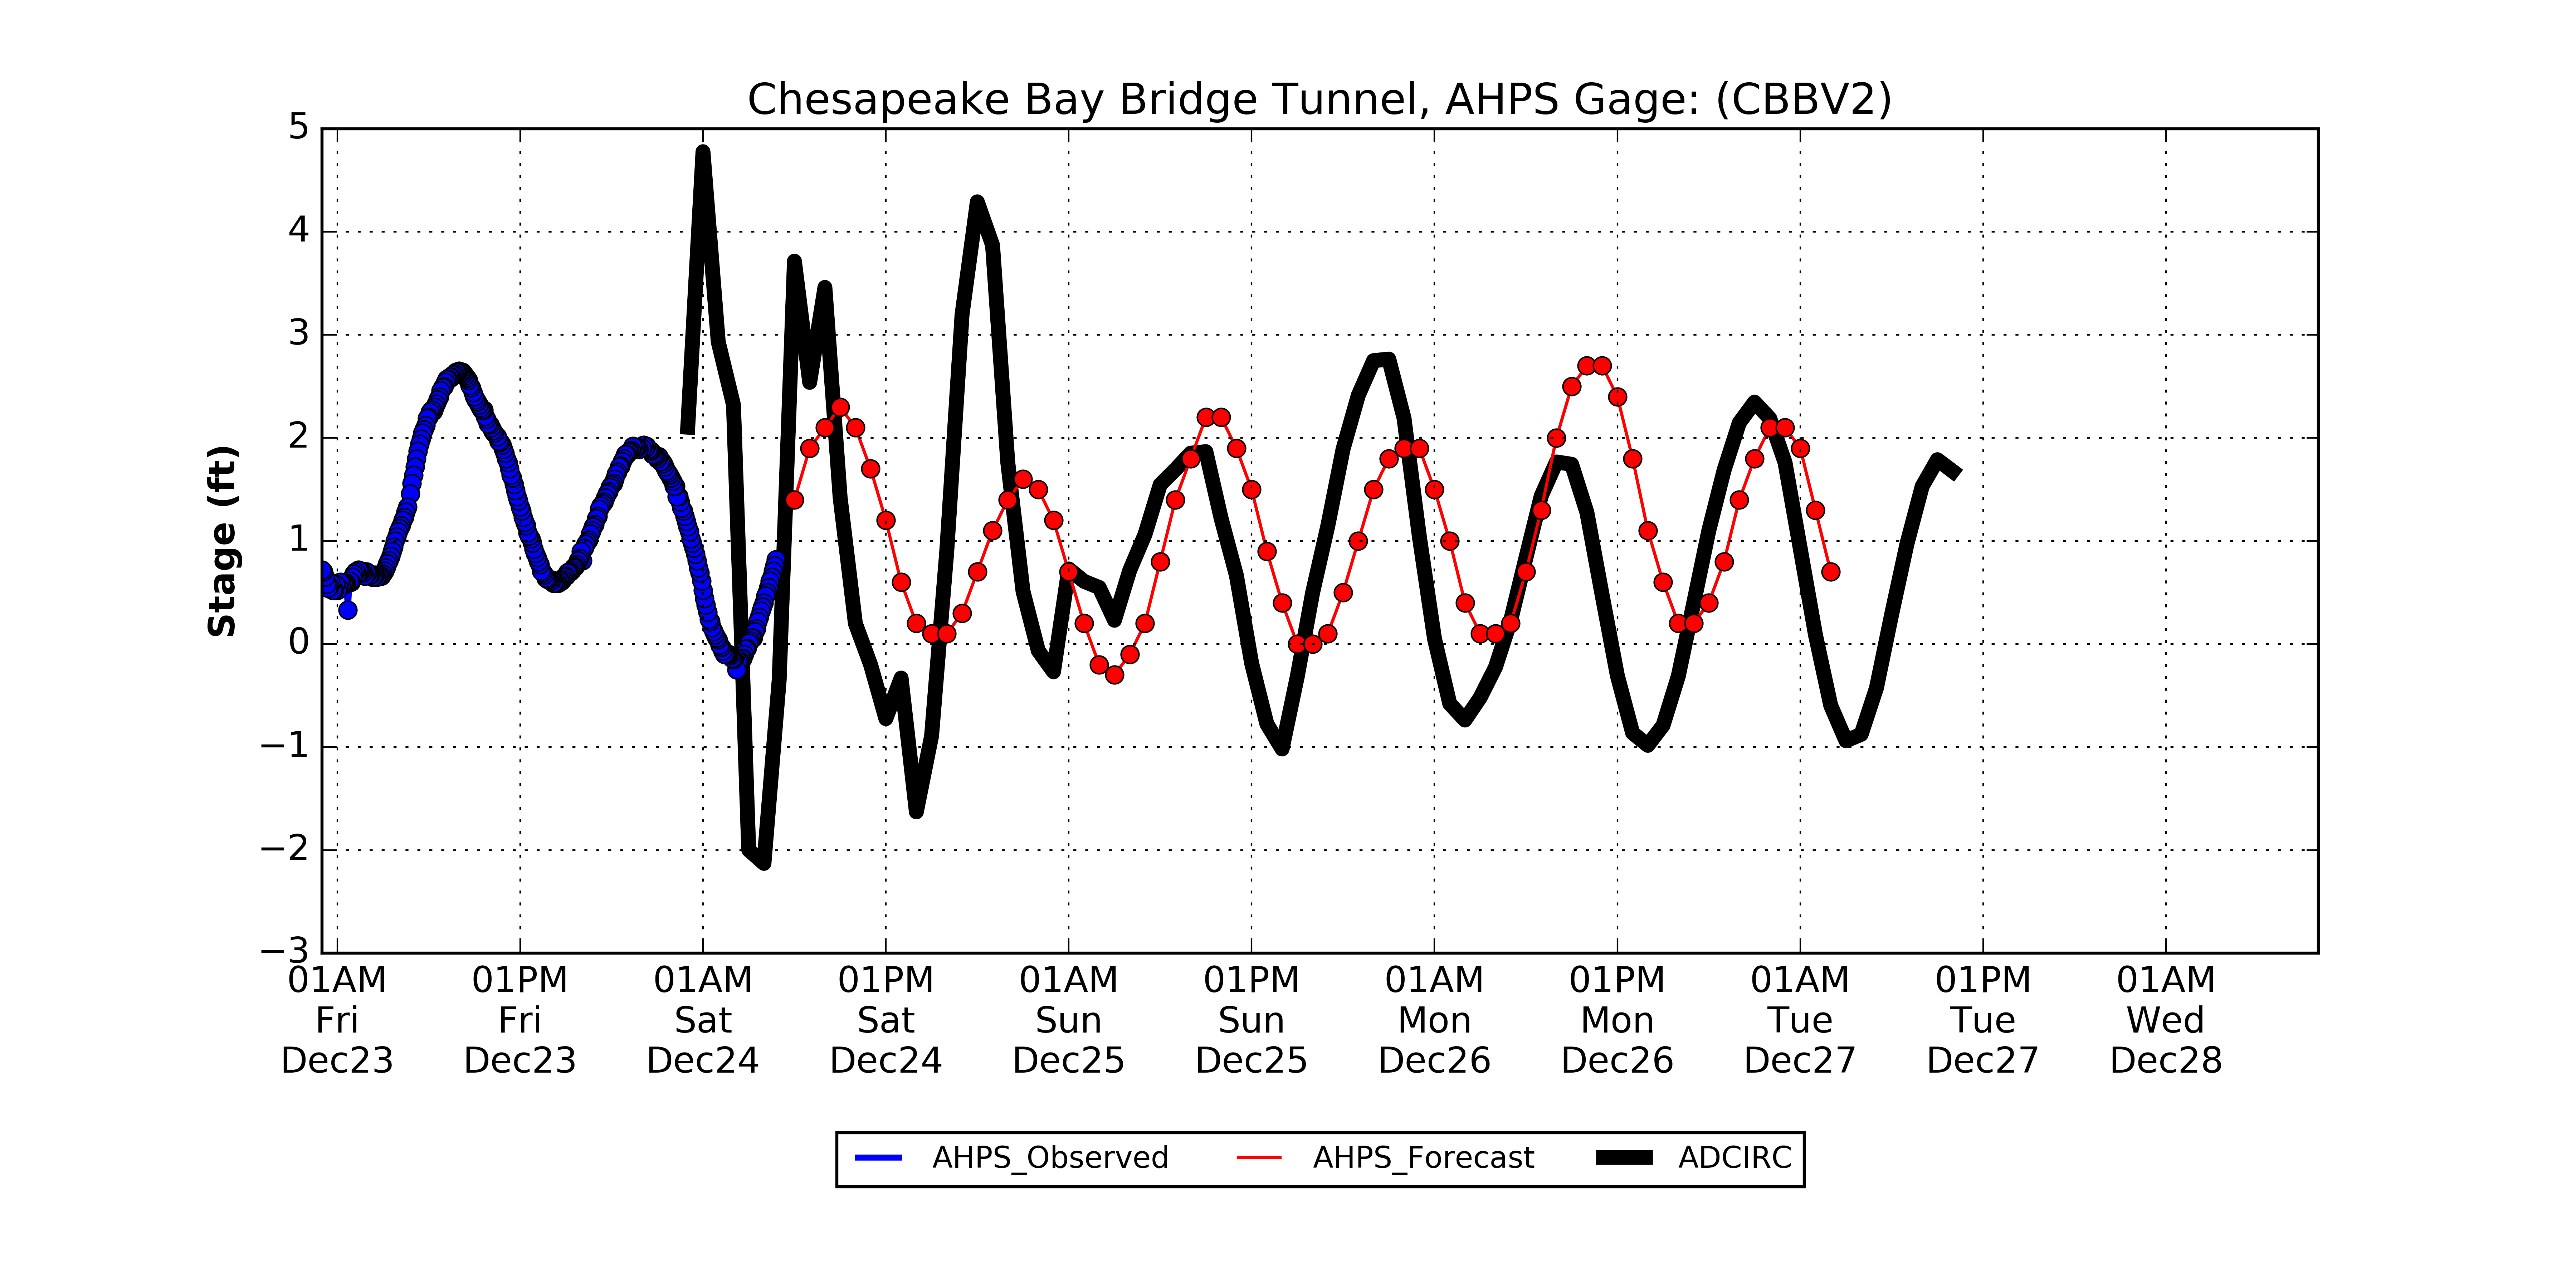 Chesapeake Bay Bridge Tunnel, AHPS Gage: (CBBV2)
Stage (ft)
5
4
3
2
1
0
−1
−2
−3
01AM 01PM 01AM 01PM 01AM 01PM 01AM 01PM 01AM 01PM 01AM
Fri Fri Sat Sat Sun Sun Mon Mon Tue Tue Wed
Dec23 Dec23 Dec24 Dec24 Dec25 Dec25 Dec26 Dec26 Dec27 Dec27 Dec28
AHPS_Observed AHPS_Forecast ADCIRC